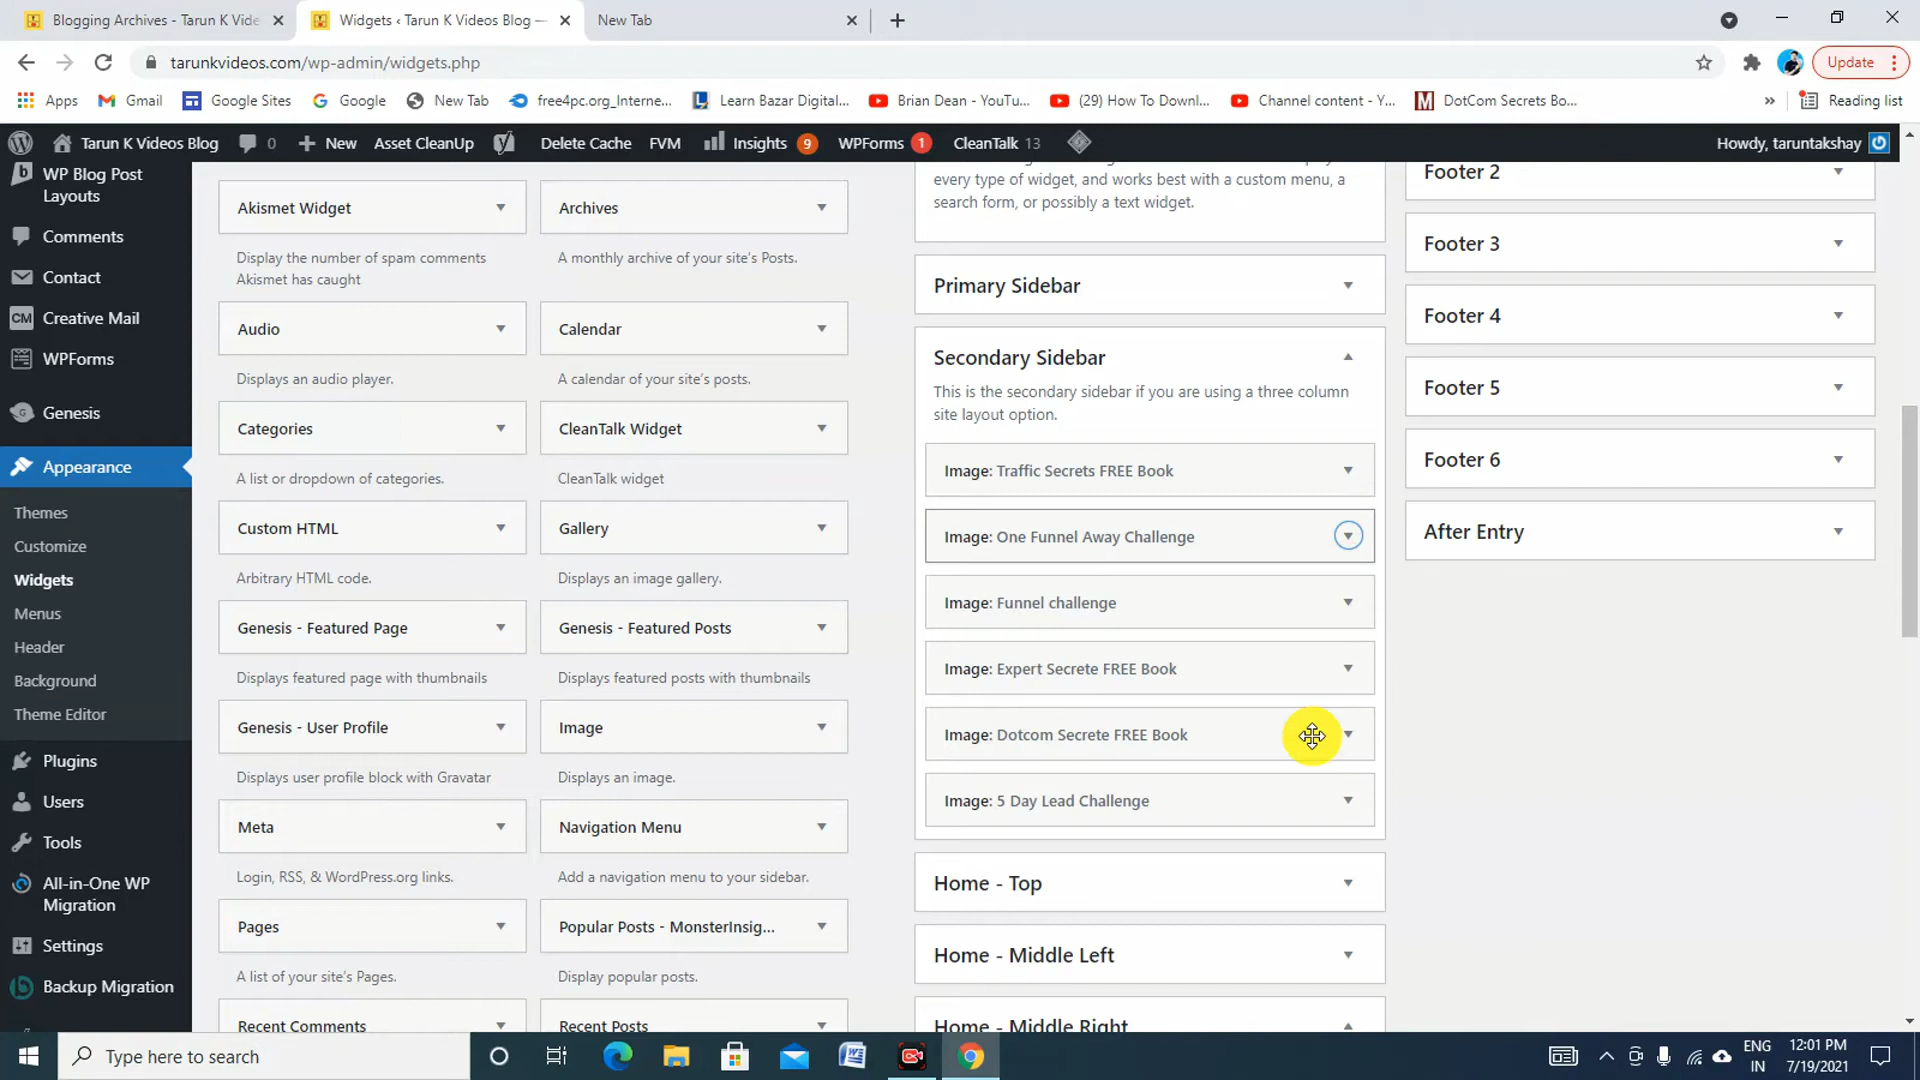 Blogging Archives - Tarun K Vide
Widgets ‹ Tarun K Videos Blog —
New Tab
tarunkvideos.com/wp-admin/widgets.php
Update
Apps
Gmail
Google Sites
Google
New Tab
free4pc.org_Interne...
Learn Bazar Digital...
Brian Dean - YouTu...
(29) How To Downl...
Channel content - Y...
DotCom Secrets Bo...
»
Reading list
Tarun K Videos Blog
0
New
Asset CleanUp
Delete Cache
FVM
Insights 9
WPForms 1
CleanTalk 13
Howdy, taruntakshay
WP Blog Post
Layouts
Comments
Contact
CM Creative Mail
WPForms
Genesis
Appearance
Themes
Customize
Widgets
Menus
Header
Background
Theme Editor
Plugins
Users
Tools
All-in-One WP
Migration
Settings
Backup Migration
Akismet Widget
Display the number of spam comments
Akismet has caught
Audio
Displays an audio player.
Categories
A list or dropdown of categories.
Custom HTML
Arbitrary HTML code.
Genesis - Featured Page
Displays featured page with thumbnails
Genesis - User Profile
Displays user profile block with Gravatar
Meta
Login, RSS, & WordPress.org links.
Pages
A list of your site's Pages.
Recent Comments
Archives
A monthly archive of your site's Posts.
Calendar
A calendar of your site's posts.
CleanTalk Widget
CleanTalk widget
Gallery
Displays an image gallery.
Genesis - Featured Posts
Displays featured posts with thumbnails
Image
Displays an image.
Navigation Menu
Add a navigation menu to your sidebar.
Popular Posts - MonsterInsig...
Display popular posts.
Recent Posts
every type of widget, and works best with a custom menu, a
search form, or possibly a text widget.
Primary Sidebar
Secondary Sidebar
This is the secondary sidebar if you are using a three column
site layout option.
Image: Traffic Secrets FREE Book
Image: One Funnel Away Challenge
Image: Funnel challenge
Image: Expert Secrete FREE Book
Image: Dotcom Secrete FREE Book
Image: 5 Day Lead Challenge
Home - Top
Home - Middle Left
Home - Middle Right
Footer 2
Footer 3
Footer 4
Footer 5
Footer 6
After Entry
Type here to search
ENG
IN
12:01 PM
7/19/2021